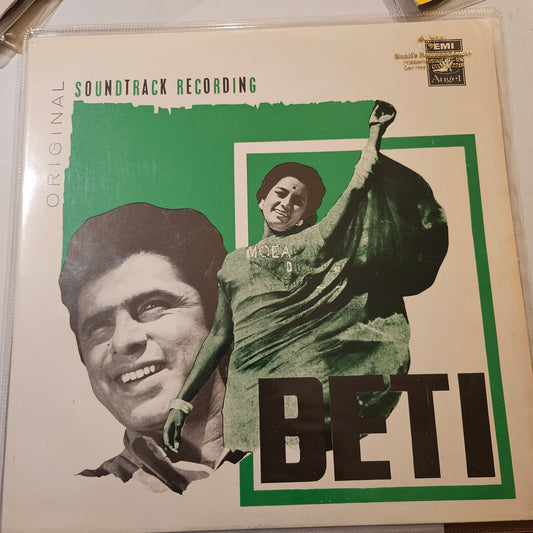 ORIGINAL
SOUNDTRACK RECORDING
EMI
Angel
BETI